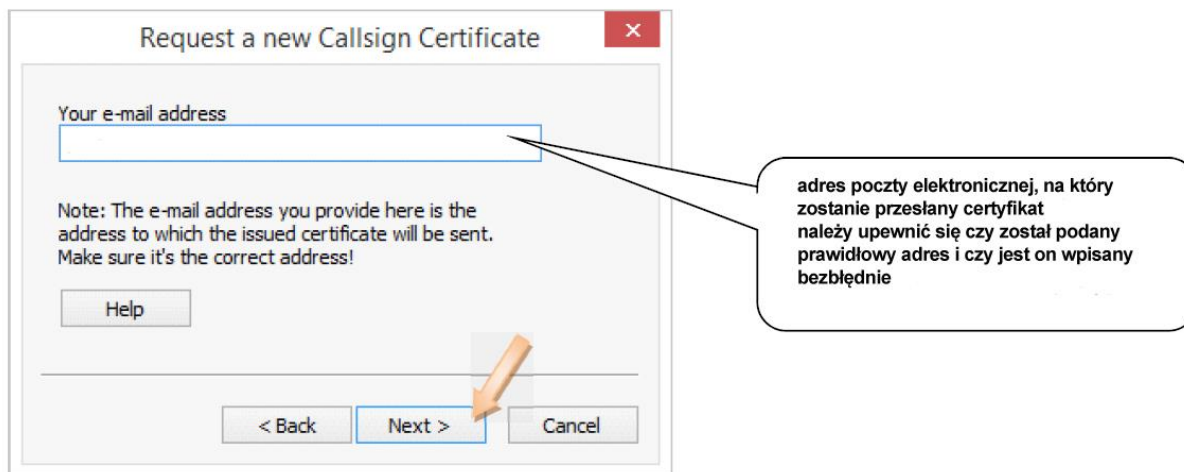 Request a new Callsign Certificate
Your e-mail address
Note: The e-mail address you provide here is the
address to which the issued certificate will be sent.
Make sure it's the correct address!
Help
< Back
Next >
Cancel
adres poczty elektronicznej, na który
zostanie przesłany certyfikat
należy upewnić się czy został podany
prawidłowy adres i czy jest on wpisany
bezbłędnie